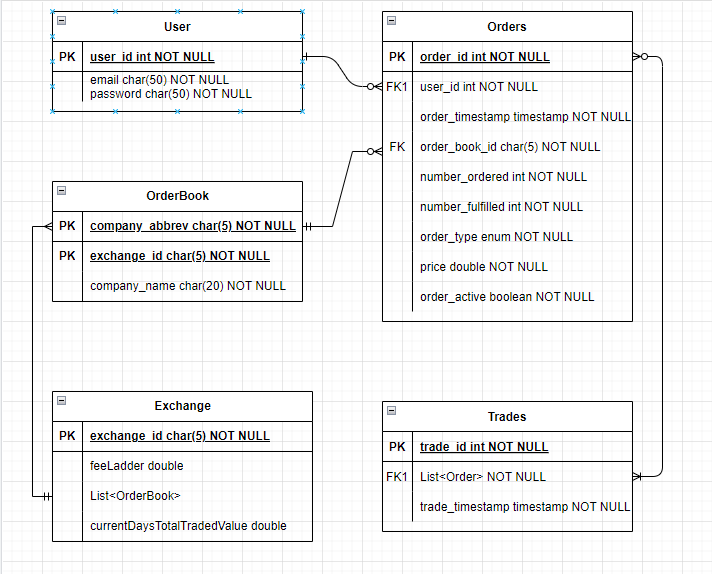 User
PK user_id int NOT NULL
email char(50) NOT NULL
password char(50) NOT NULL
Orders
PK order_id int NOT NULL
FK1 user_id int NOT NULL
order_timestamp timestamp NOT NULL
FK order_book_id char(5) NOT NULL
number_ordered int NOT NULL
number_fulfilled int NOT NULL
order_type enum NOT NULL
price double NOT NULL
order_active boolean NOT NULL
OrderBook
PK company_abbrev char(5) NOT NULL
PK exchange_id char(5) NOT NULL
company_name char(20) NOT NULL
Exchange
PK exchange_id char(5) NOT NULL
feeLadder double
List<OrderBook>
currentDaysTotalTradedValue double
Trades
PK trade_id int NOT NULL
FK1 List<Order> NOT NULL
trade_timestamp timestamp NOT NULL